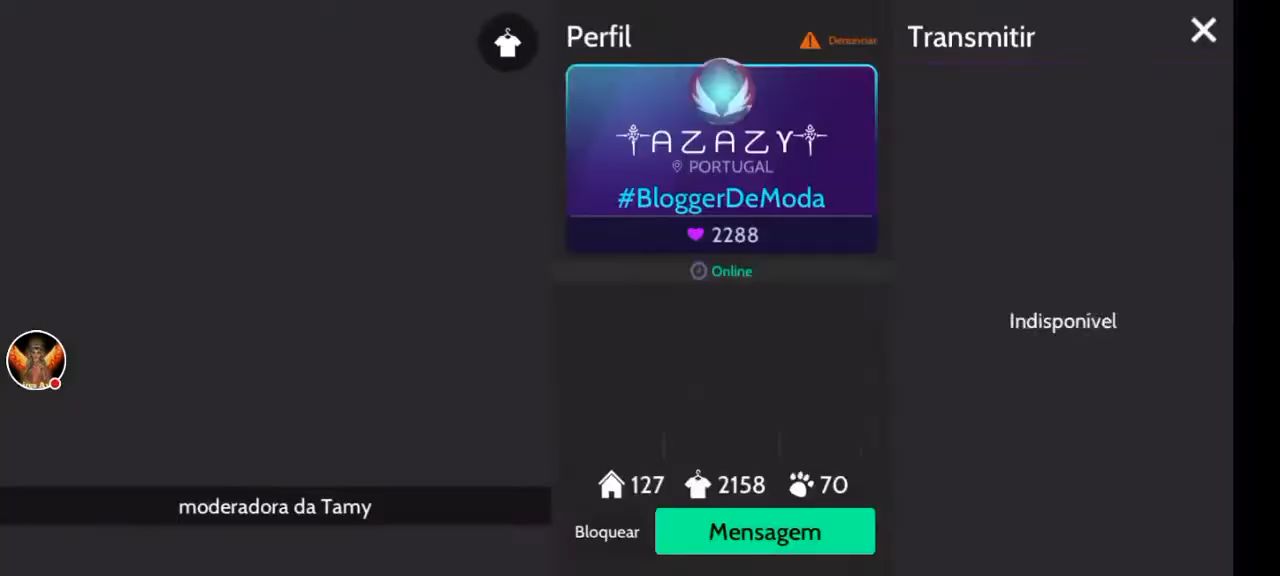 Perfil
Denunciar
Transmitir
AZAZY
PORTUGAL
#BloggerDeModa
2288
Online
Indisponível
127
2158
70
moderadora da Tamy
Bloquear
Mensagem